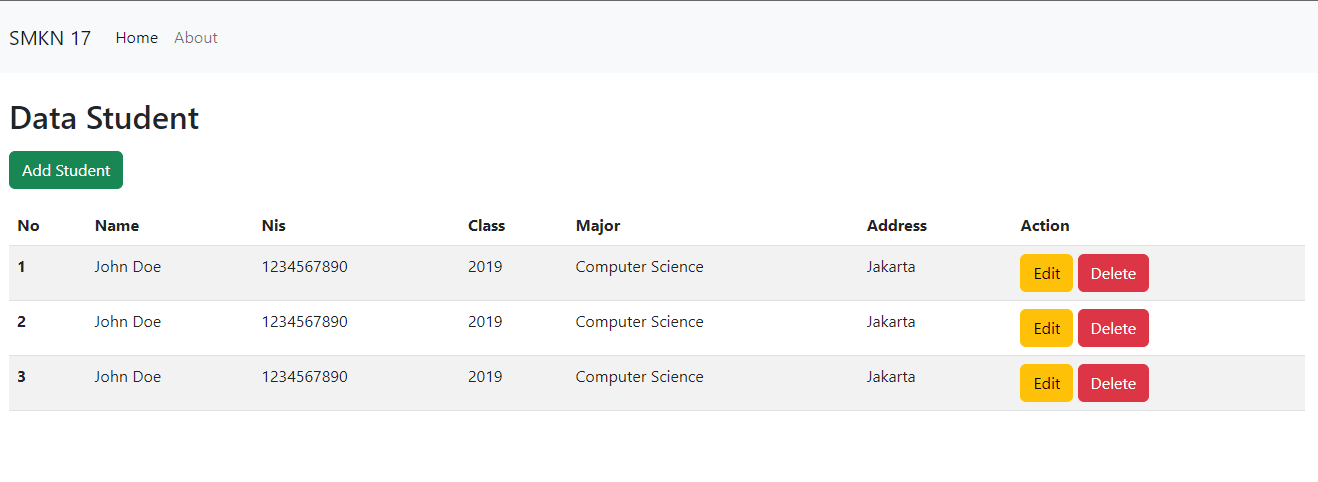 SMKN 17 Home About
Data Student
Add Student
No Name Nis Class Major Address Action
1 John Doe 1234567890 2019 Computer Science Jakarta Edit Delete
2 John Doe 1234567890 2019 Computer Science Jakarta Edit Delete
3 John Doe 1234567890 2019 Computer Science Jakarta Edit Delete